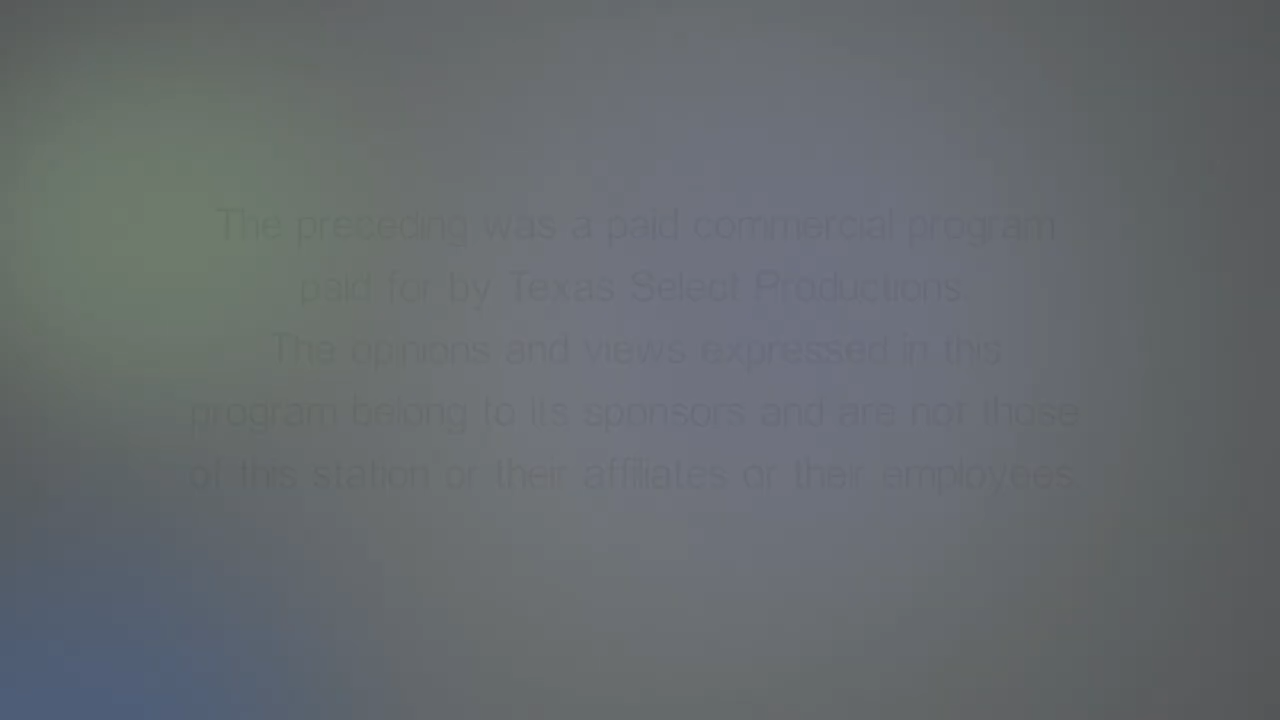 The preceding was a paid commercial program
paid for by Texas Select Productions.
The opinions and views expressed in this
program belong to its sponsors and are not those
of this station or their affiliates or their employees.